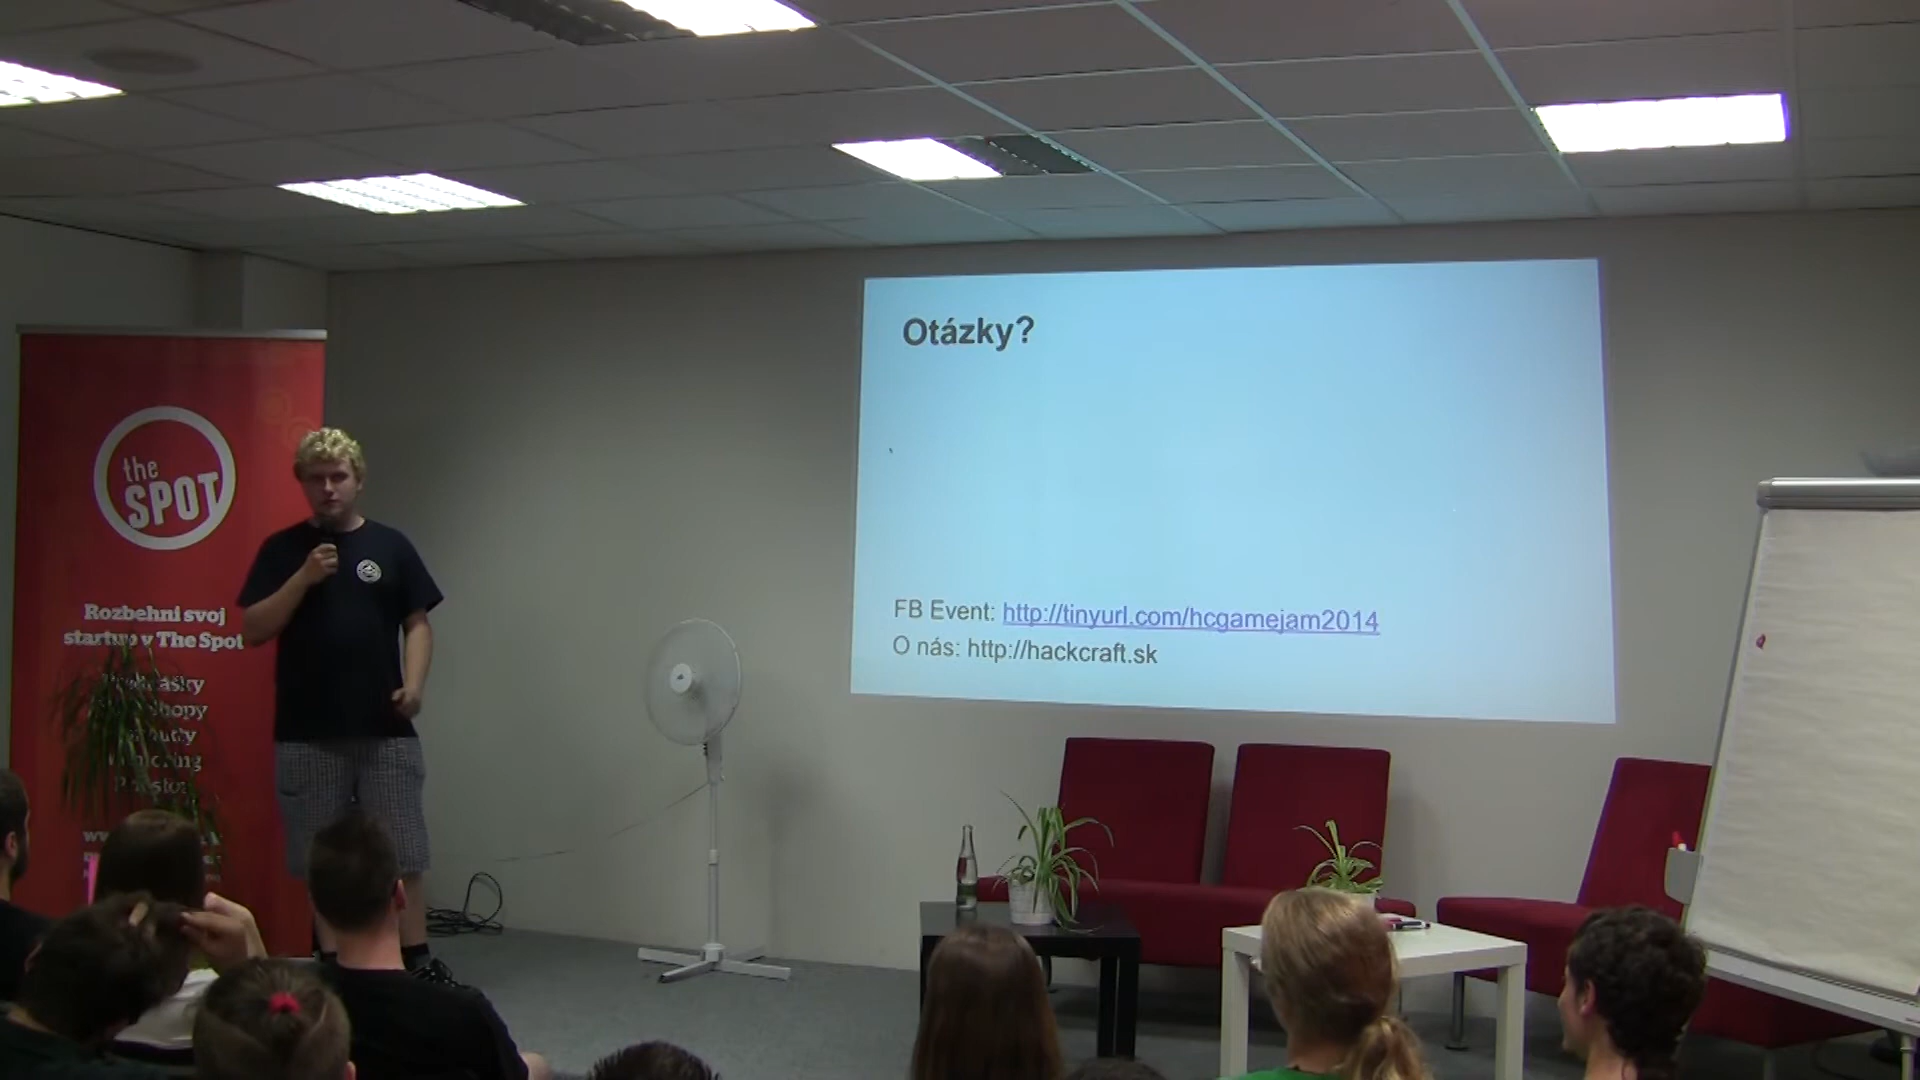 the
SPOT
Rozbehni svoj
startup v The Spot
Otázky?
FB Event: http://tinyurl.com/hcgamejam2014
O nás: http://hackcraft.sk